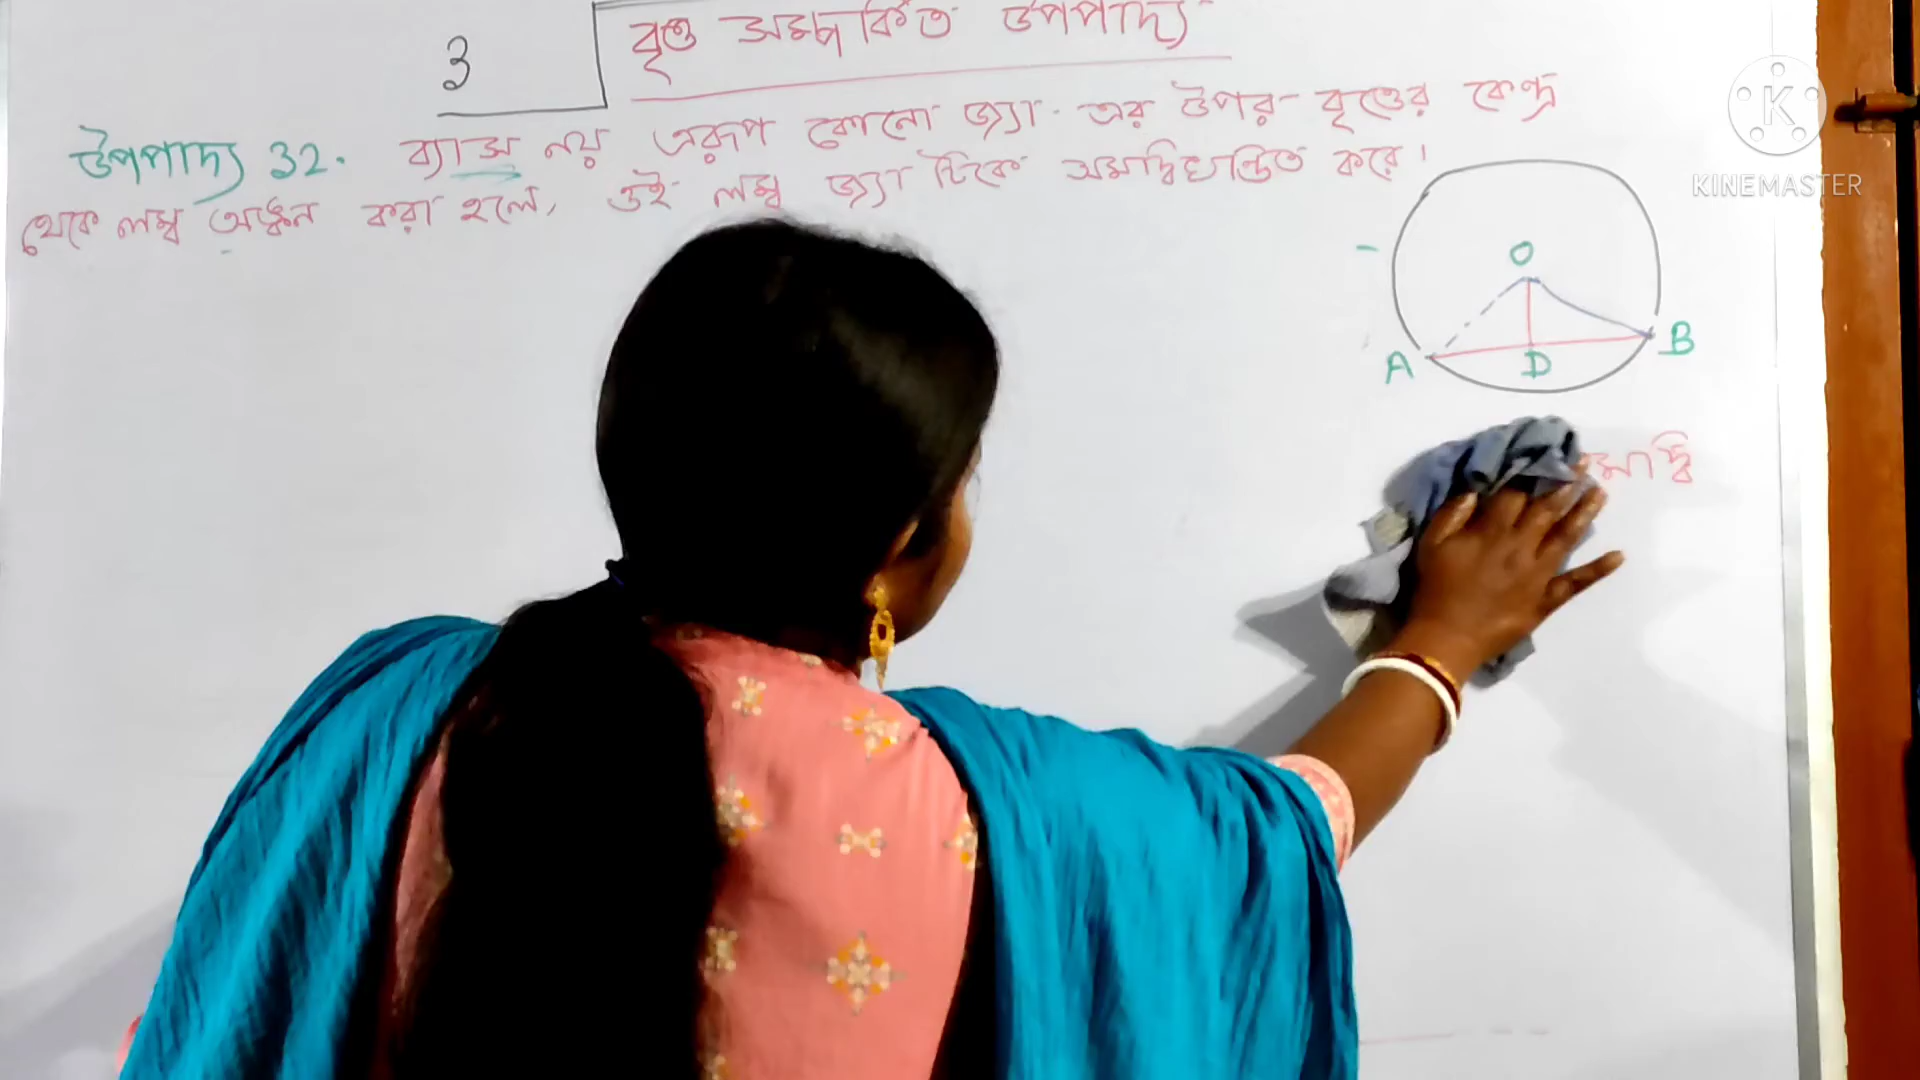 3
বৃত্ত সম্পর্কিত উপপাদ্য
উপপাদ্য 32. ব্যাস নয় এরূপ কোনো জ্যা-এর উপর বৃত্তের কেন্দ্র
থেকে লম্ব অঙ্কন করা হলে, ওই লম্ব জ্যাটিকে সমদ্বিখণ্ডিত করে।
O
A D B
মাদ্বি
K
KINEMASTER